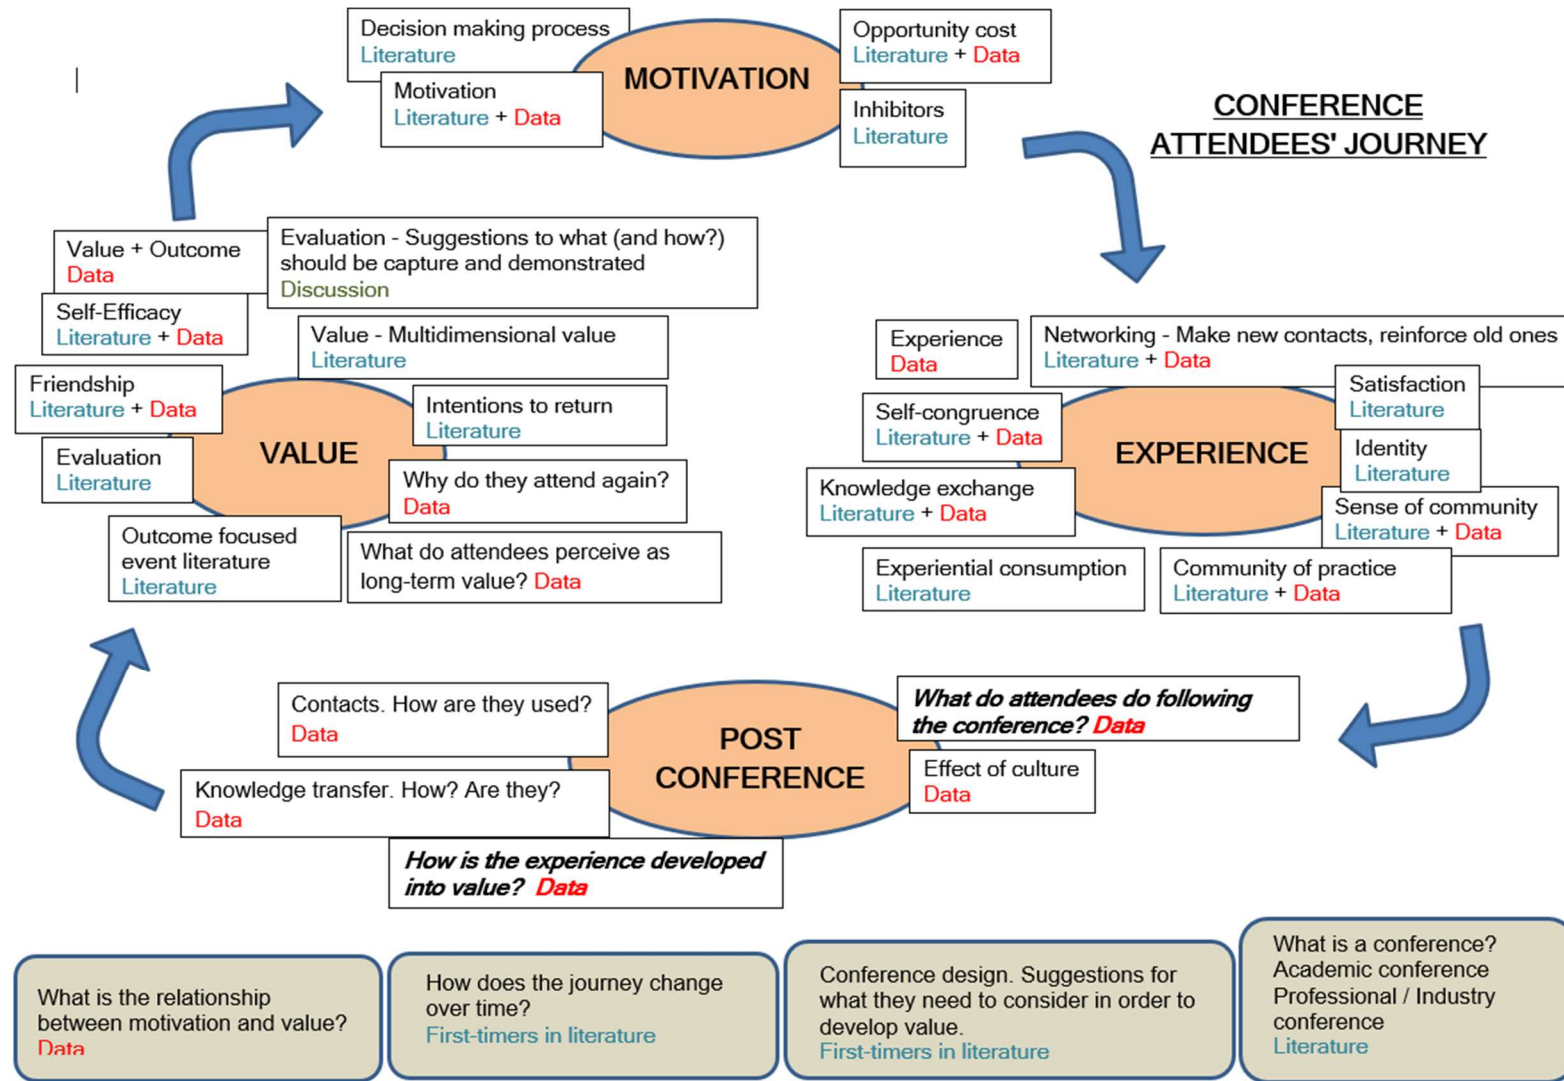 Decision making process
Literature
Motivation
Literature + Data
MOTIVATION
Opportunity cost
Literature + Data
Inhibitors
Literature
CONFERENCE
ATTENDEES' JOURNEY
Value + Outcome
Data
Evaluation - Suggestions to what (and how?)
should be capture and demonstrated
Discussion
Self-Efficacy
Literature + Data
Value - Multidimensional value
Literature
Friendship
Literature + Data
Intentions to return
Literature
VALUE
Evaluation
Literature
Why do they attend again?
Data
Outcome focused
event literature
Literature
What do attendees perceive as
long-term value? Data
Experience
Data
Networking - Make new contacts, reinforce old ones
Literature + Data
Satisfaction
Literature
Self-congruence
Literature + Data
EXPERIENCE
Identity
Literature
Knowledge exchange
Literature + Data
Sense of community
Literature + Data
Experiential consumption
Literature
Community of practice
Literature + Data
Contacts. How are they used?
Data
POST
CONFERENCE
What do attendees do following
the conference? Data
Effect of culture
Data
Knowledge transfer. How? Are they?
Data
How is the experience developed
into value? Data
What is the relationship
between motivation and value?
Data
How does the journey change
over time?
First-timers in literature
Conference design. Suggestions for
what they need to consider in order to
develop value.
First-timers in literature
What is a conference?
Academic conference
Professional / Industry
conference
Literature